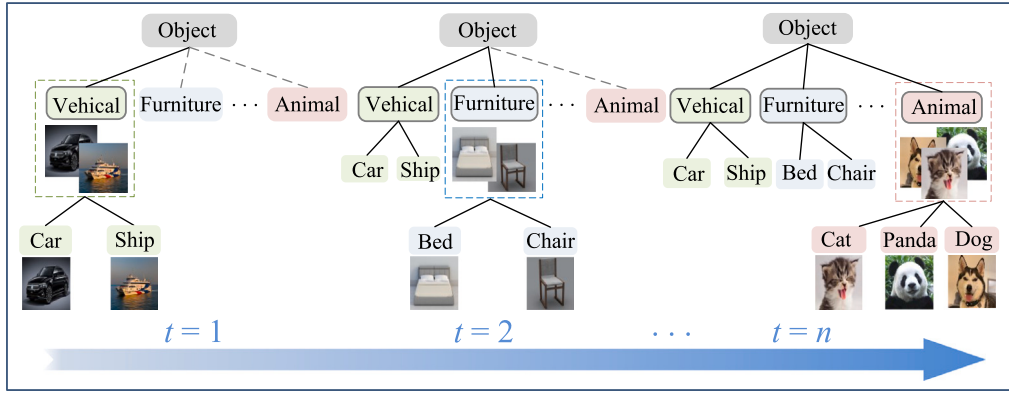 Object
Vehical Furniture ··· Animal
Car Ship
t = 1
Object
Vehical Furniture ··· Animal
Car Ship
Bed Chair
t = 2
···
Object
Vehical Furniture ··· Animal
Car Ship Bed Chair
Cat Panda Dog
t = n